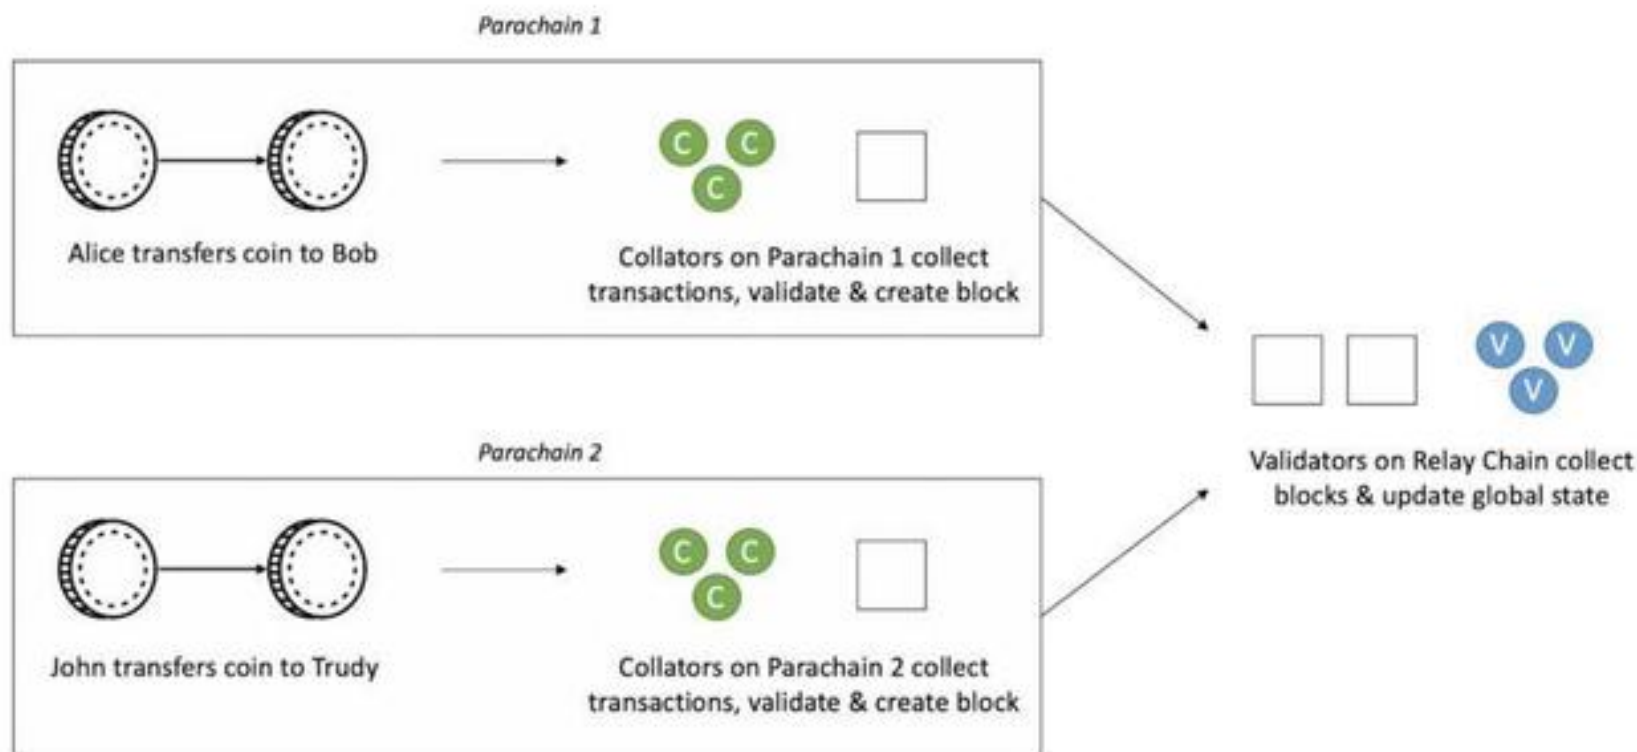 Parachain 1
Alice transfers coin to Bob
C C
C
Collators on Parachain 1 collect
transactions, validate & create block
Parachain 2
John transfers coin to Trudy
C C
C
Collators on Parachain 2 collect
transactions, validate & create block
V V
V
Validators on Relay Chain collect
blocks & update global state